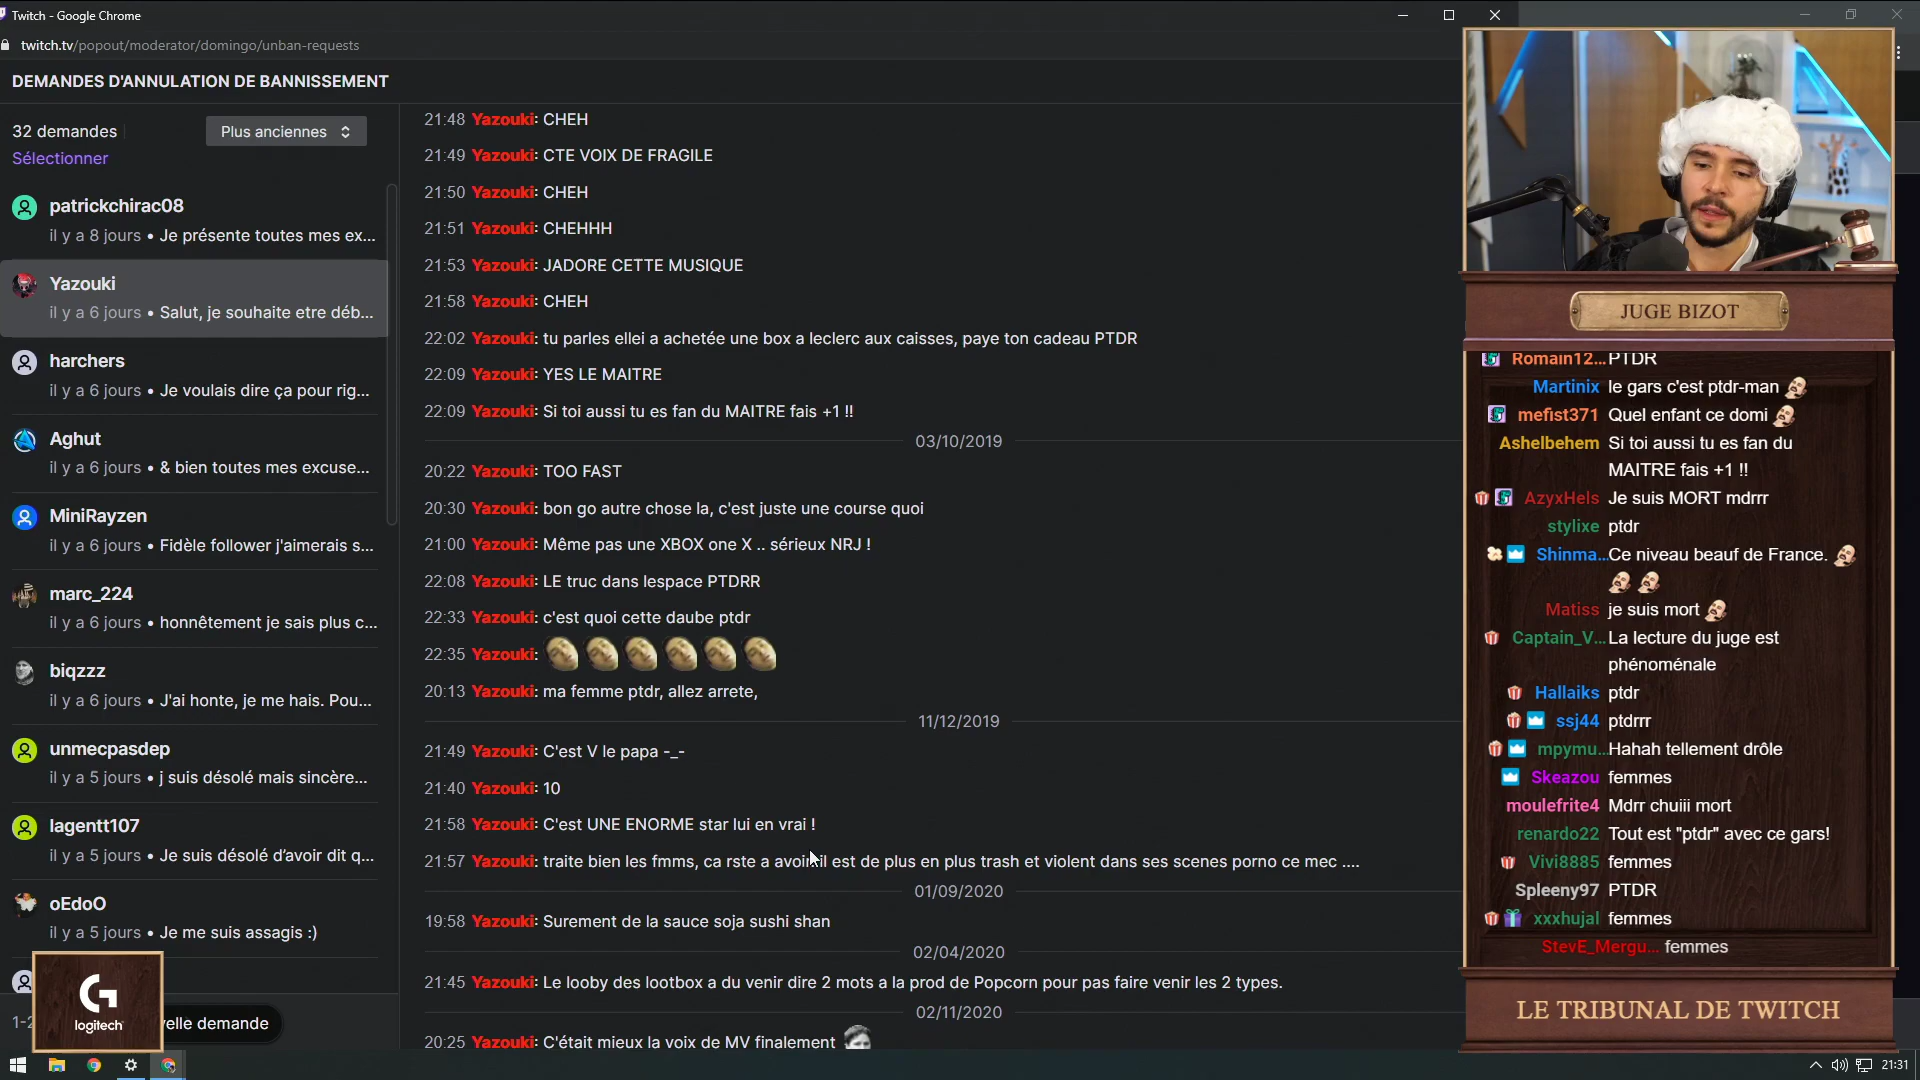 Twitch - Google Chrome
twitch.tv/popout/moderator/domingo/unban-requests
DEMANDES D'ANNULATION DE BANNISSEMENT
32 demandes
Plus anciennes
Sélectionner
patrickchirac08
il y a 8 jours • Je présente toutes mes ex...
Yazouki
il y a 6 jours • Salut, je souhaite etre déb...
harchers
il y a 6 jours • Je voulais dire ça pour rig...
Aghut
il y a 6 jours • & bien toutes mes excuse...
MiniRayzen
il y a 6 jours • Fidèle follower j'aimerais s...
marc_224
il y a 6 jours • honnêtement je sais plus c...
biqzzz
il y a 6 jours • J'ai honte, je me hais. Pou...
unmecpasdep
il y a 5 jours • j suis désolé mais sincère...
lagentt107
il y a 5 jours • Je suis désolé d'avoir dit q...
oEdoO
il y a 5 jours • Je me suis assagis :)
logitech
velle demande
21:48 Yazouki: CHEH
21:49 Yazouki: CTE VOIX DE FRAGILE
21:50 Yazouki: CHEH
21:51 Yazouki: CHEHHH
21:53 Yazouki: JADORE CETTE MUSIQUE
21:58 Yazouki: CHEH
22:02 Yazouki: tu parles ellei a achetée une box a leclerc aux caisses, paye ton cadeau PTDR
22:09 Yazouki: YES LE MAITRE
22:09 Yazouki: Si toi aussi tu es fan du MAITRE fais +1 !!
03/10/2019
20:22 Yazouki: TOO FAST
20:30 Yazouki: bon go autre chose la, c'est juste une course quoi
21:00 Yazouki: Même pas une XBOX one X .. sérieux NRJ !
22:08 Yazouki: LE truc dans lespace PTDRR
22:33 Yazouki: c'est quoi cette daube ptdr
22:35 Yazouki:
20:13 Yazouki: ma femme ptdr, allez arrete,
11/12/2019
21:49 Yazouki: C'est V le papa -_-
21:40 Yazouki: 10
21:58 Yazouki: C'est UNE ENORME star lui en vrai !
21:57 Yazouki: traite bien les fmms, ca rste a avoir il est de plus en plus trash et violent dans ses scenes porno ce mec ....
01/09/2020
19:58 Yazouki: Surement de la sauce soja sushi shan
02/04/2020
21:45 Yazouki: Le looby des lootbox a du venir dire 2 mots a la prod de Popcorn pour pas faire venir les 2 types.
02/11/2020
20:25 Yazouki: C'était mieux la voix de MV finalement
JUGE BIZOT
Romain12... PTDR
Martinix le gars c'est ptdr-man
mefist371 Quel enfant ce domi
Ashelbehem Si toi aussi tu es fan du
MAITRE fais +1 !!
AzyxHels Je suis MORT mdrrr
stylixe ptdr
Shinma... Ce niveau beauf de France.
Matiss je suis mort
Captain_V... La lecture du juge est
phénoménale
Hallaiks ptdr
ssj44 ptdrrr
mpymu... Hahah tellement drôle
Skeazou femmes
moulefrite4 Mdrr chuiii mort
renardo22 Tout est "ptdr" avec ce gars!
Vivi8885 femmes
Spleeny97 PTDR
xxxhujal femmes
StevE_Mergu... femmes
LE TRIBUNAL DE TWITCH
21:31